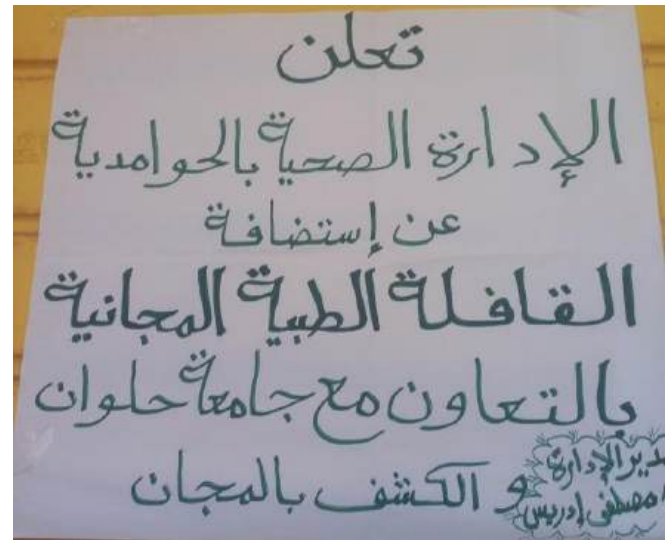 تعلن
الإدارة الصحية بالحوامدية
عن إستضافة
القافلة الطبية المجانية
بالتعاون مع جامعة حلوان
و الكشف بالمجان
مدير الإدارة
مصطفى إدريس